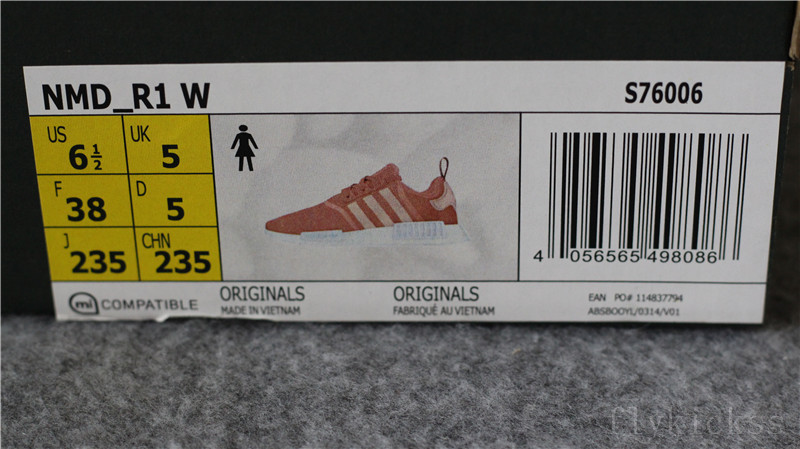 NMD_R1 W
S76006
US 6½ UK 5
F 38 D 5
J 235 CHN 235
4 056565 498086
mi COMPATIBLE
ORIGINALS
MADE IN VIETNAM
ORIGINALS
FABRIQUÉ AU VIETNAM
EAN PO# 114837794
ABSBOOYL/0314/V01
flykickss